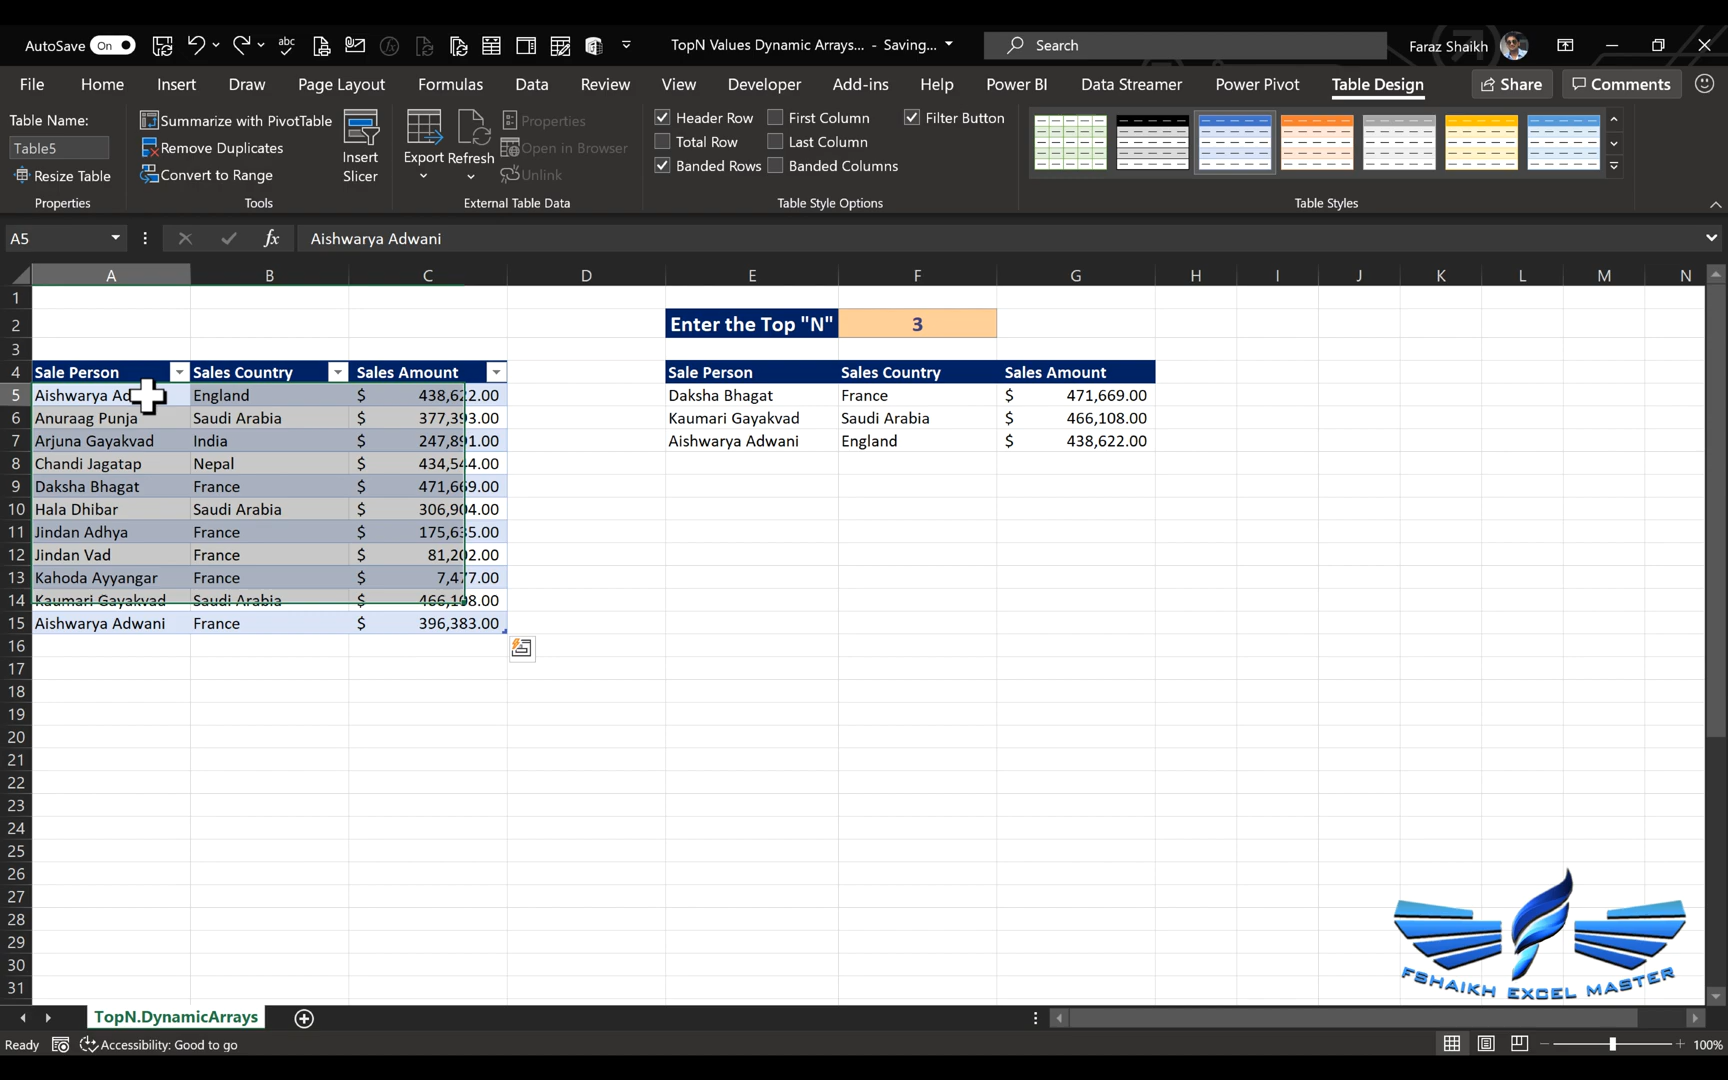 AutoSave On TopN Values Dynamic Arrays... - Saving... Search Faraz Shaikh
File Home Insert Draw Page Layout Formulas Data Review View Developer Add-ins Help Power BI Data Streamer Power Pivot Table Design Share Comments
Table Name:
Table5
Resize Table
Properties
Summarize with PivotTable
Remove Duplicates
Convert to Range
Insert
Slicer
Tools
Export Refresh
Properties
Open in Browser
Unlink
External Table Data
Header Row First Column Filter Button
Total Row Last Column
Banded Rows Banded Columns
Table Style Options
Table Styles
A5 fx Aishwarya Adwani
A B C D E F G H I J K L M N
1
2 Enter the Top "N" 3
3
4 Sale Person Sales Country Sales Amount Sale Person Sales Country Sales Amount
5 Aishwarya Ad England $ 438,622.00 Daksha Bhagat France $ 471,669.00
6 Anuraag Punja Saudi Arabia $ 377,393.00 Kaumari Gayakvad Saudi Arabia $ 466,108.00
7 Arjuna Gayakvad India $ 247,891.00 Aishwarya Adwani England $ 438,622.00
8 Chandi Jagatap Nepal $ 434,544.00
9 Daksha Bhagat France $ 471,669.00
10 Hala Dhibar Saudi Arabia $ 306,904.00
11 Jindan Adhya France $ 175,635.00
12 Jindan Vad France $ 81,202.00
13 Kahoda Ayyangar France $ 7,477.00
14 Kaumari Gayakvad Saudi Arabia $ 466,108.00
15 Aishwarya Adwani France $ 396,383.00
16
17
18
19
20
21
22
23
24
25
26
27
28
29
30
31
FSHAIKH EXCEL MASTER
TopN.DynamicArrays
Ready Accessibility: Good to go 100%